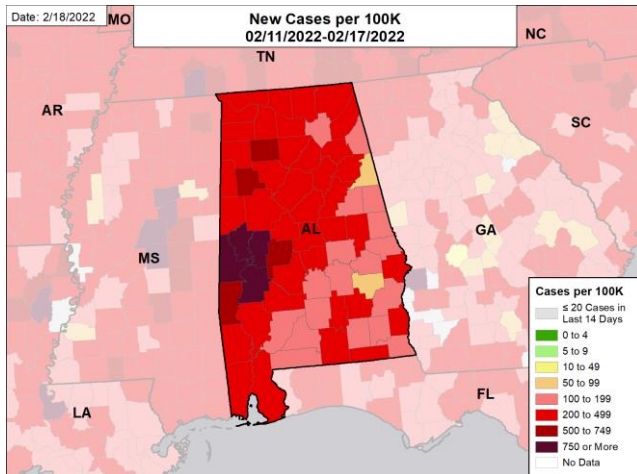 Date: 2/18/2022
MO
New Cases per 100K
02/11/2022-02/17/2022
NC
TN
AR
SC
AL
MS
GA
Cases per 100K
≤ 20 Cases in
Last 14 Days
0 to 4
5 to 9
10 to 49
50 to 99
100 to 199
200 to 499
500 to 749
750 or More
No Data
FL
LA